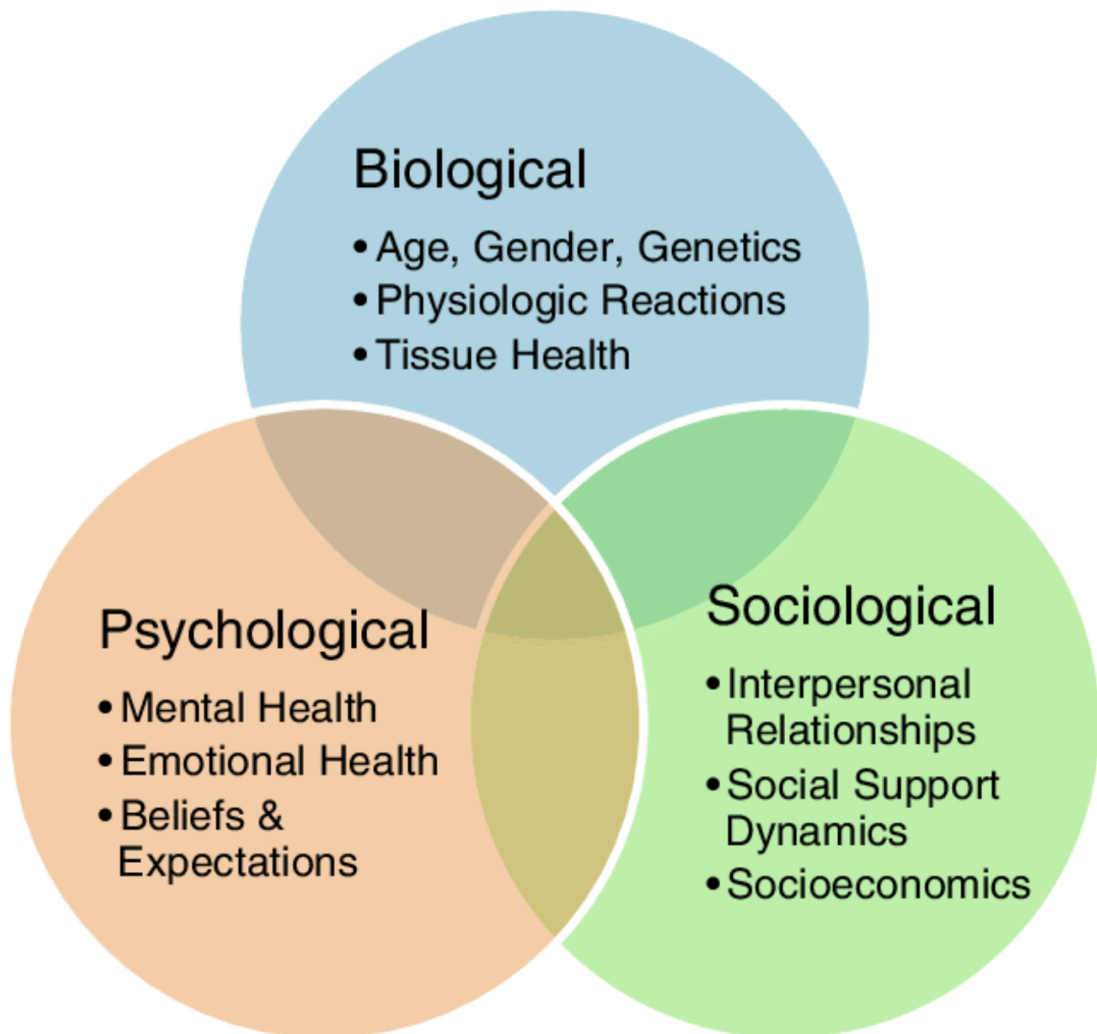 Biological
• Age, Gender, Genetics
• Physiologic Reactions
• Tissue Health
Psychological
• Mental Health
• Emotional Health
• Beliefs &
Expectations
Sociological
• Interpersonal
Relationships
• Social Support
Dynamics
• Socioeconomics